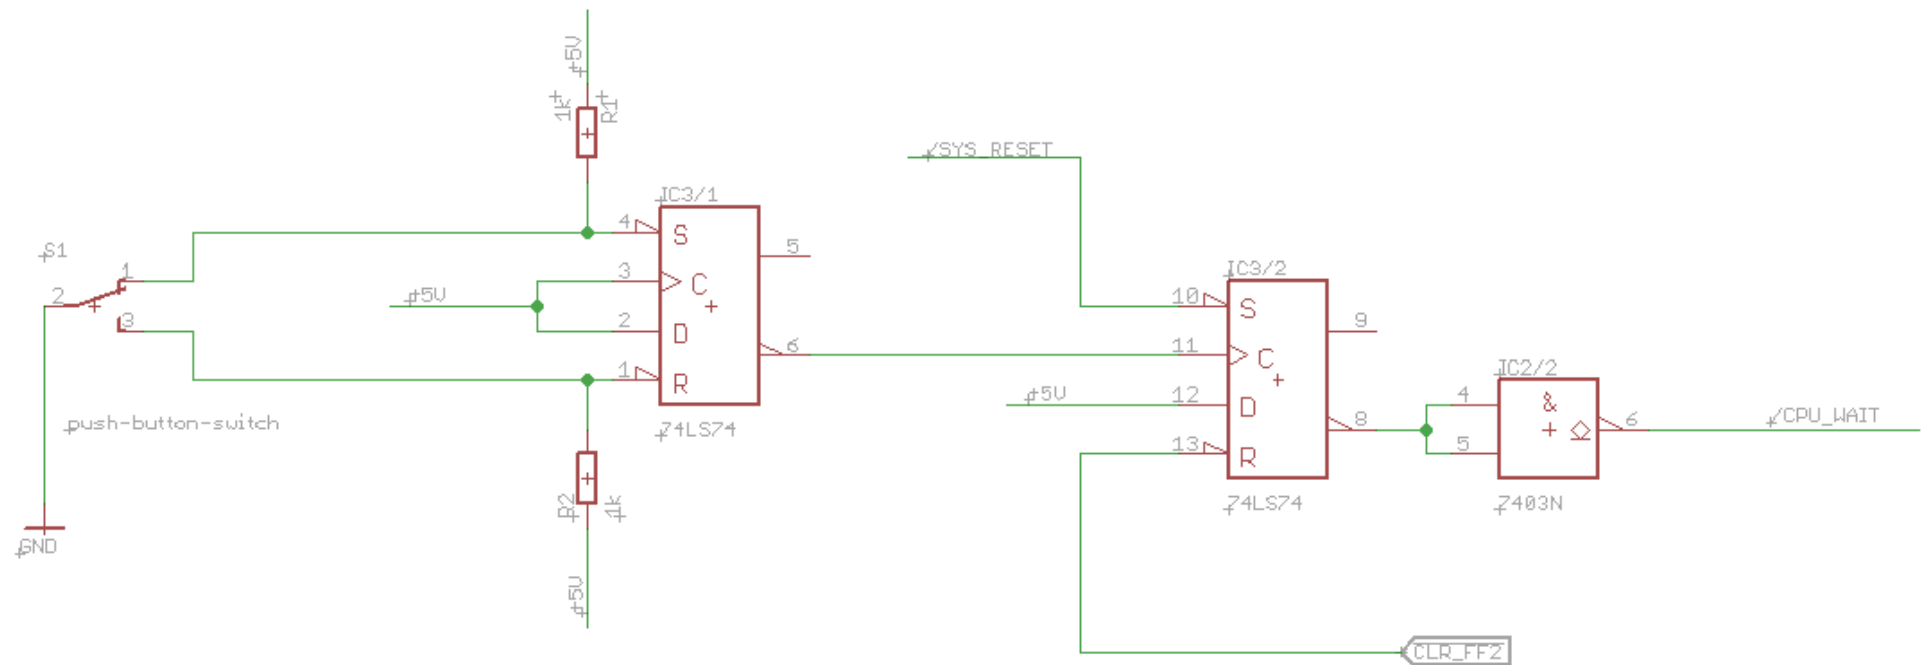 +5V
1k
R1
/SYS_RESET
IC3/1
4
S
5
S1
1
2
3
3
C
+5V
2
D
6
1
R
74LS74
push-button-switch
R2
1k
GND
+5V
IC3/2
10
S
9
11
C
+5V
12
D
8
13
R
74LS74
IC2/2
4
&
5
6
7403N
/CPU_WAIT
CLR_FF2